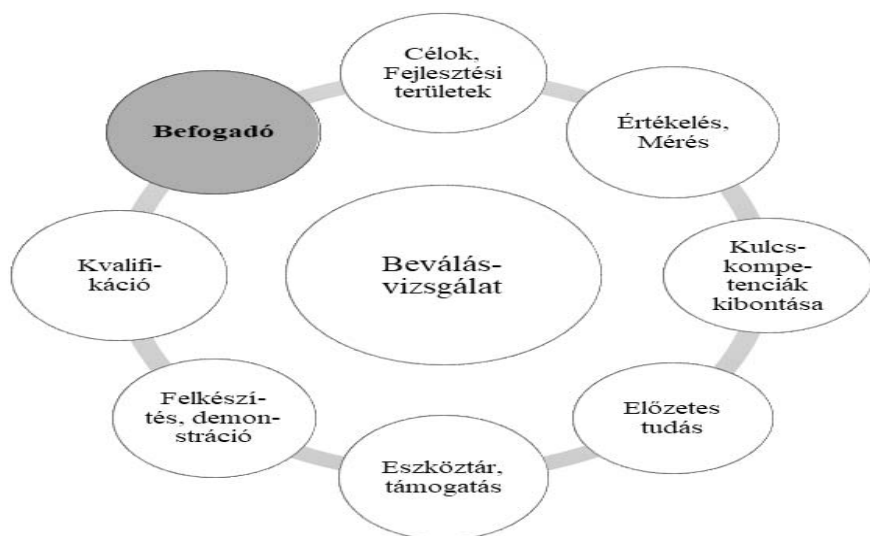 Célok,
Fejlesztési
területek
Értékelés,
Mérés
Befogadó
Kulcs-
kompe-
tenciák
kibontása
Kvalifi-
káció
Beválás-
vizsgálat
Előzetes
tudás
Felkészí-
tés, demon-
stráció
Eszköztár,
támogatás